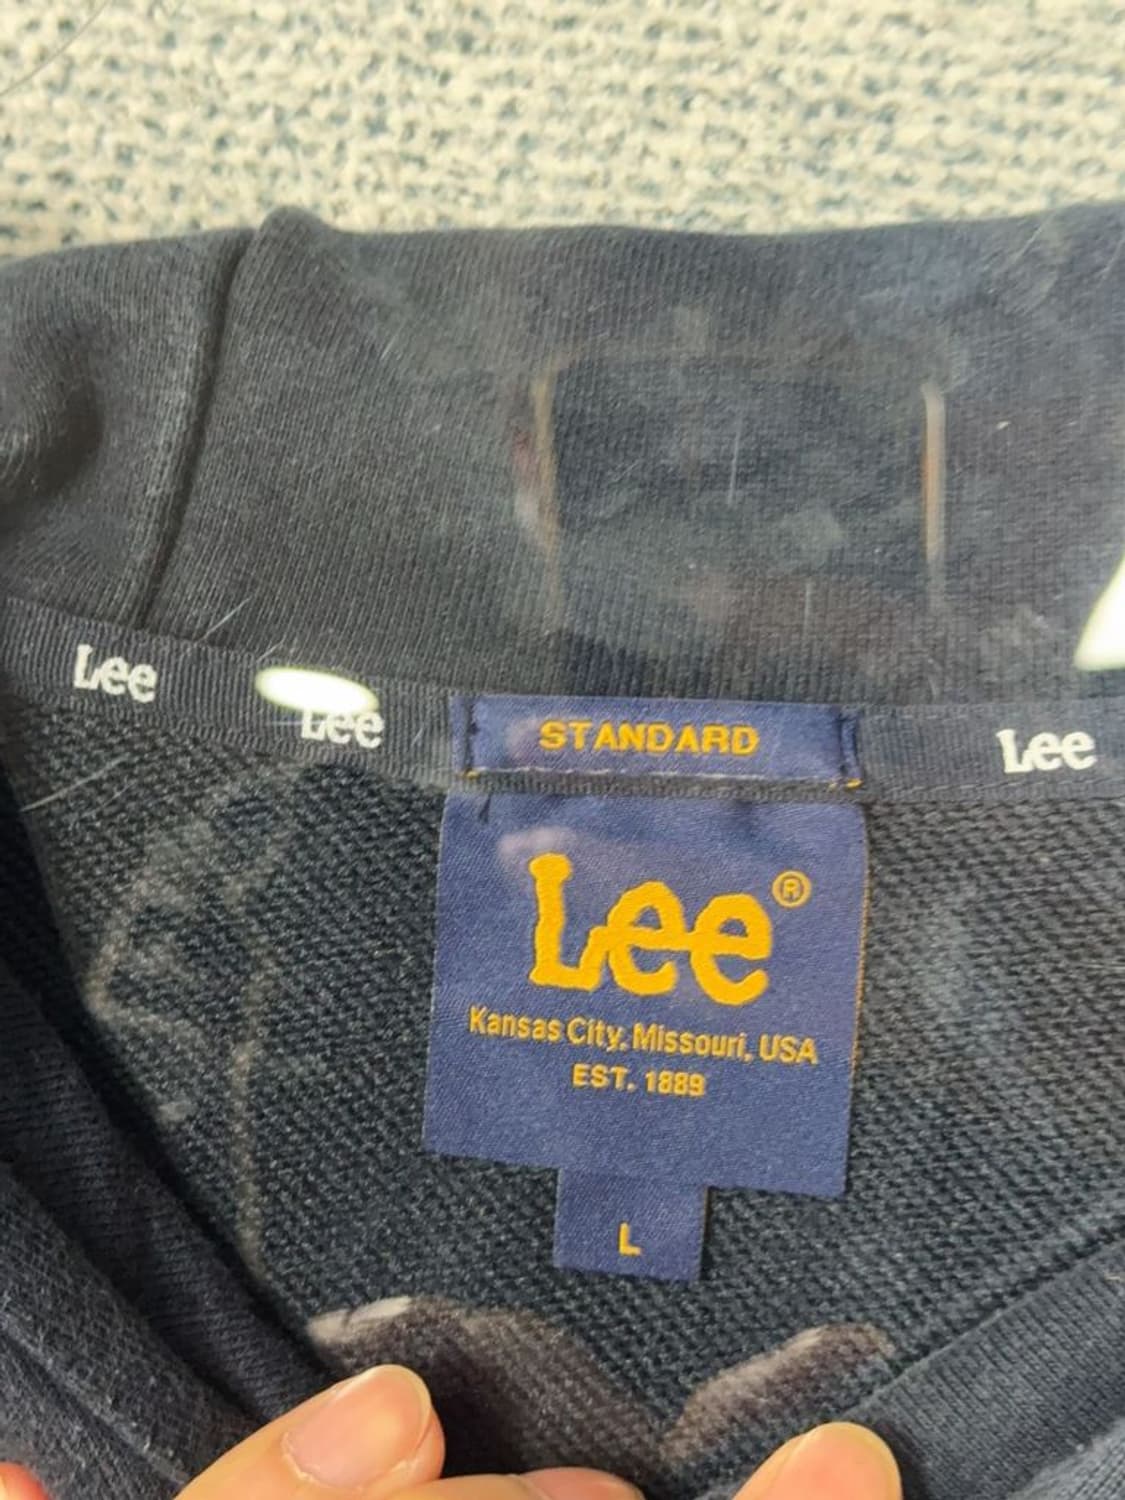 Lee
Lee
STANDARD
Lee
Lee®
Kansas City, Missouri, USA
EST. 1889
L